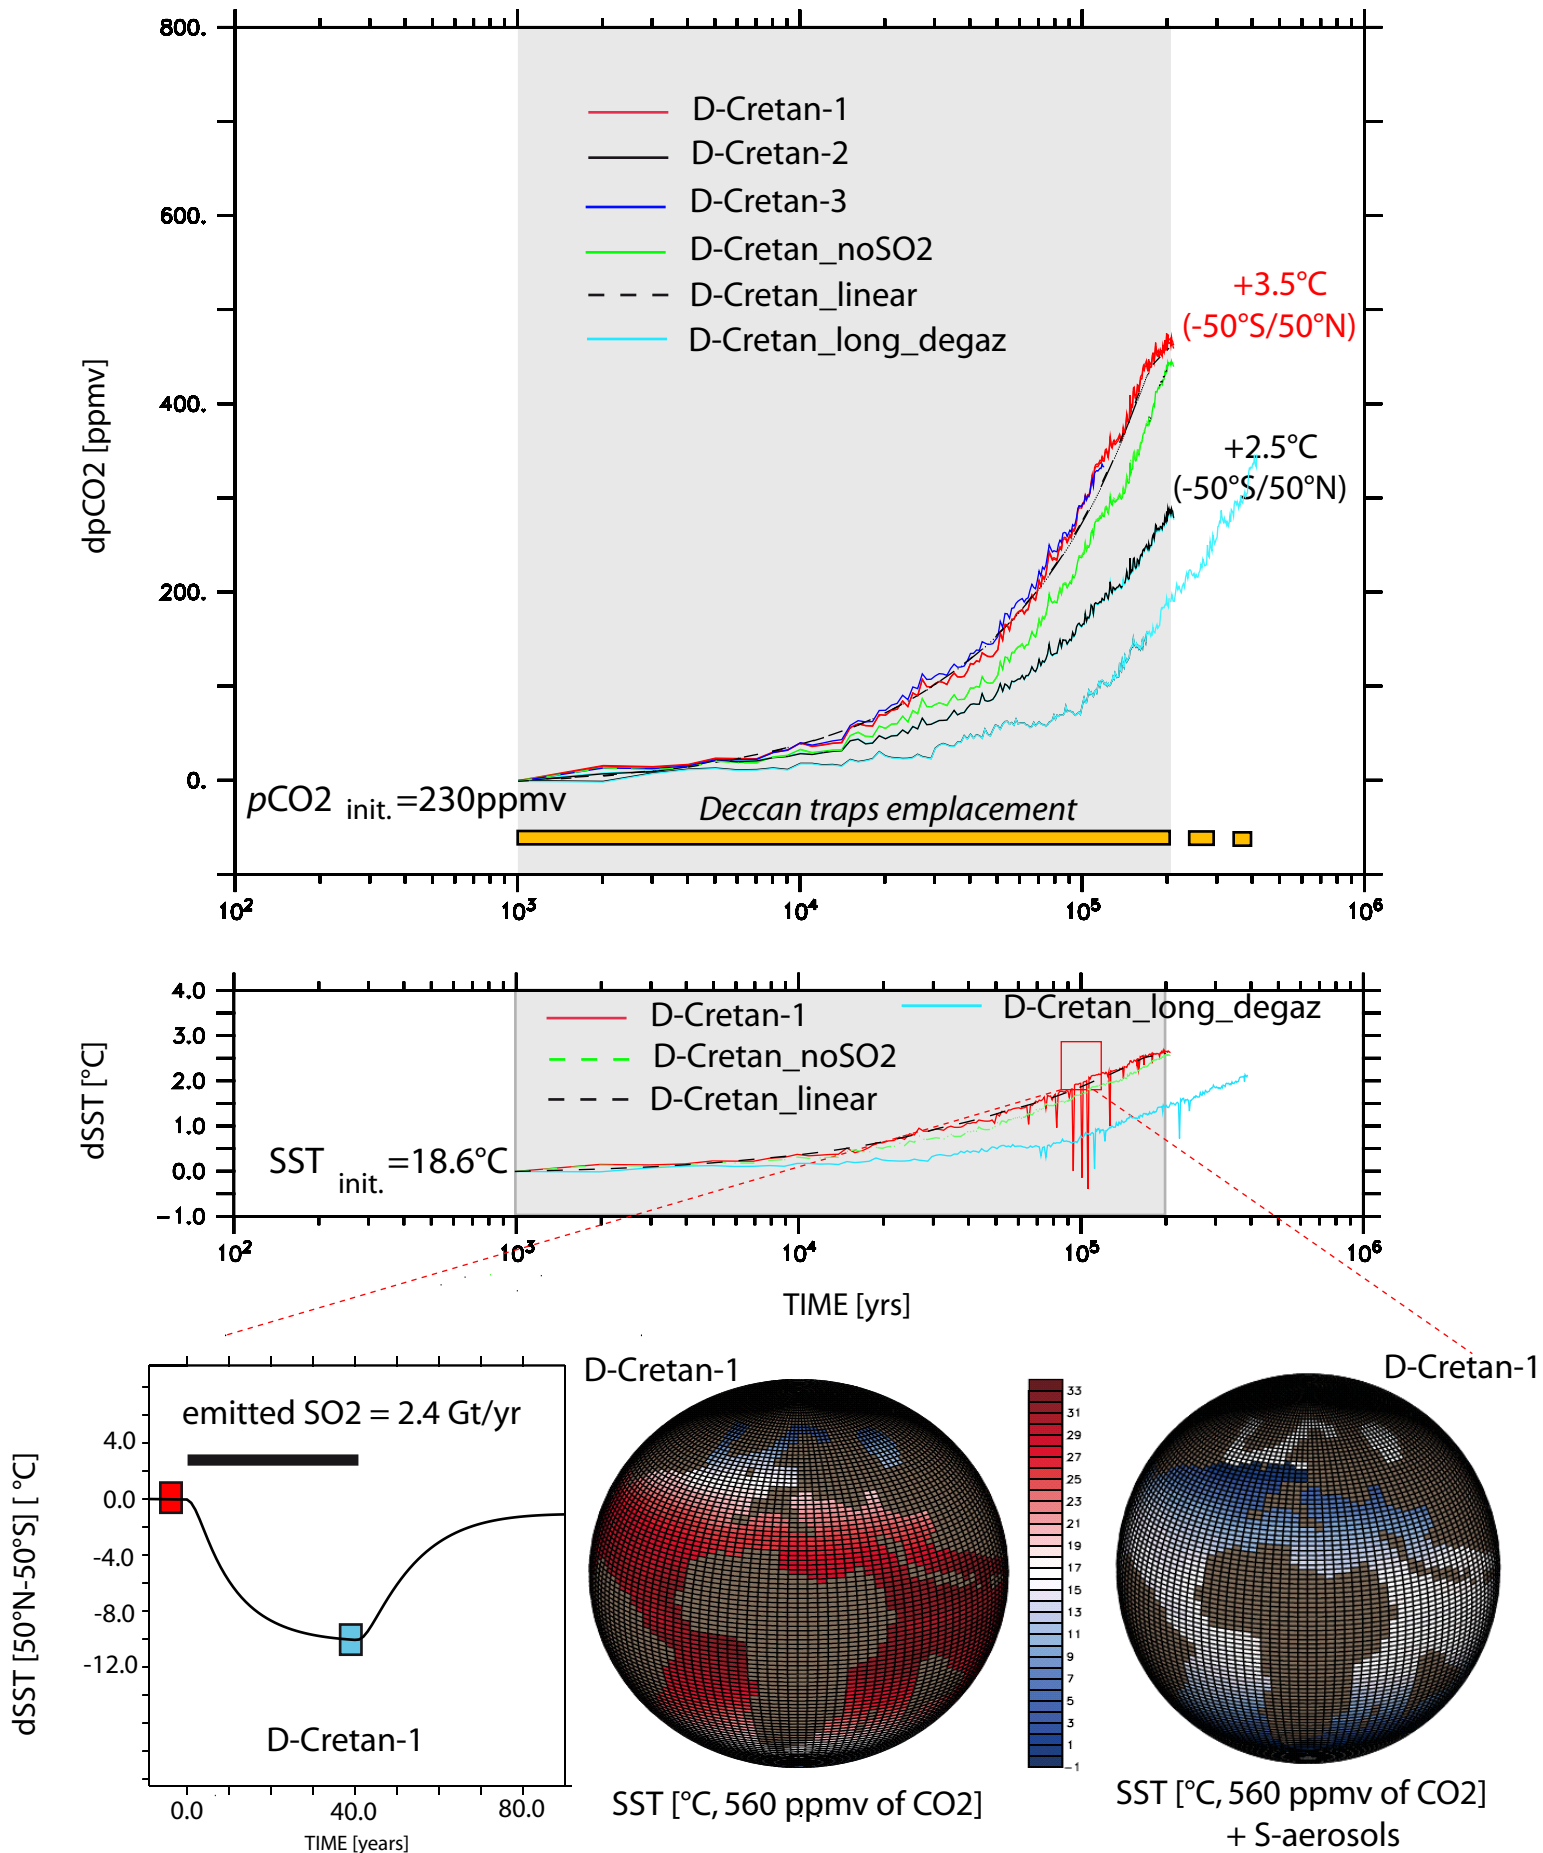 800.
600.
400.
200.
0.
dpCO2 [ppmv]
D-Cretan-1
D-Cretan-2
D-Cretan-3
D-Cretan_noSO2
D-Cretan_linear
D-Cretan_long_degaz
+3.5°C
(-50°S/50°N)
+2.5°C
(-50°S/50°N)
pCO2 init. =230ppmv
Deccan traps emplacement
10² 10³ 10⁴ 10⁵ 10⁶
4.0
3.0
2.0
1.0
0.0
−1.0
dSST [°C]
D-Cretan-1
D-Cretan_noSO2
D-Cretan_linear
D-Cretan_long_degaz
SST init. =18.6°C
10² 10³ 10⁴ 10⁵ 10⁶
TIME [yrs]
dSST [50°N-50°S] [ °C]
emitted SO2 = 2.4 Gt/yr
4.0
0.0
-4.0
-8.0
-12.0
D-Cretan-1
0.0 40.0 80.0
TIME [years]
D-Cretan-1
33
31
29
27
25
23
21
19
17
15
13
11
9
7
5
3
1
−1
SST [°C, 560 ppmv of CO2]
D-Cretan-1
SST [°C, 560 ppmv of CO2]
+ S-aerosols